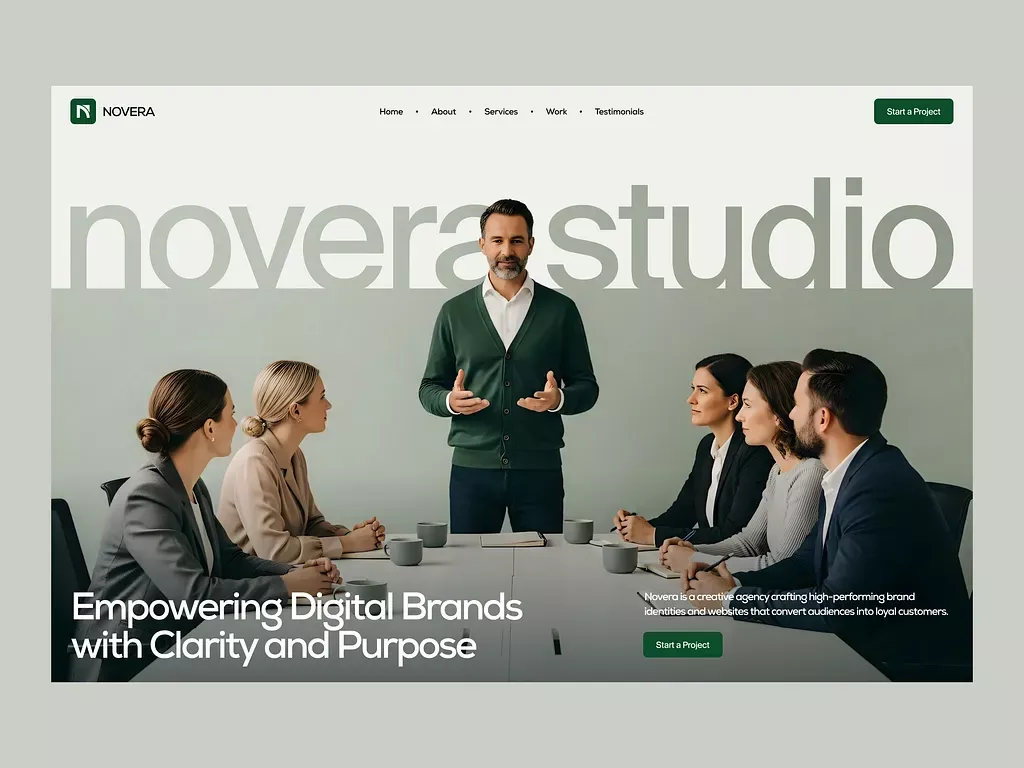 NOVERA
Home • About • Services • Work • Testimonials
Start a Project
novera studio
Empowering Digital Brands
with Clarity and Purpose
Novera is a creative agency crafting high-performing brand
identities and websites that convert audiences into loyal customers.
Start a Project